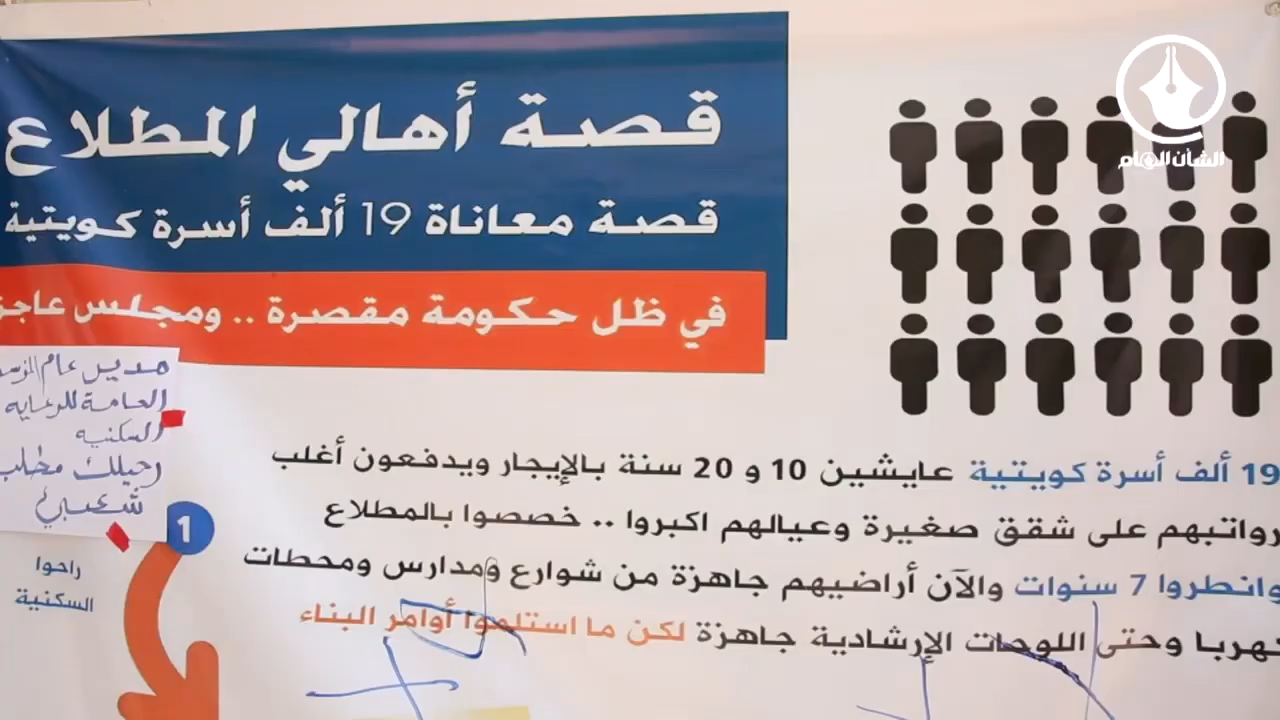 قصة أهالي المطلاع
قصة معاناة 19 ألف أسرة كويتية
في ظل حكومة مقصرة .. ومجلس عاجز
الشأن العام
مدير عام المؤسسة
العامة للرعاية
السكنية
رحيلك مطلب
شعبي
19 ألف أسرة كويتية عايشين 10 و 20 سنة بالإيجار ويدفعون أغلب
رواتبهم على شقق صغيرة وعيالهم اكبروا .. خصصوا بالمطلاع
وانطروا 7 سنوات والآن أراضيهم جاهزة من شوارع ومدارس ومحطات
كهربا وحتى اللوحات الإرشادية جاهزة لكن ما استلموا أوامر البناء
1
راحوا
السكنية